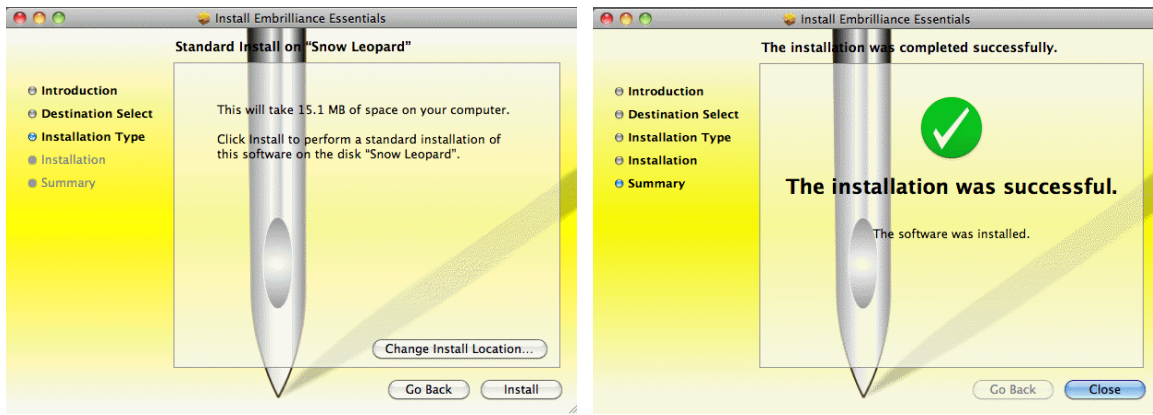 Install Embrilliance Essentials
Standard Install on “Snow Leopard”
Introduction
Destination Select
Installation Type
Installation
Summary
This will take 15.1 MB of space on your computer.
Click Install to perform a standard installation of
this software on the disk “Snow Leopard”.
Change Install Location...
Go Back
Install
Install Embrilliance Essentials
The installation was completed successfully.
Introduction
Destination Select
Installation Type
Installation
Summary
The installation was successful.
The software was installed.
Go Back
Close